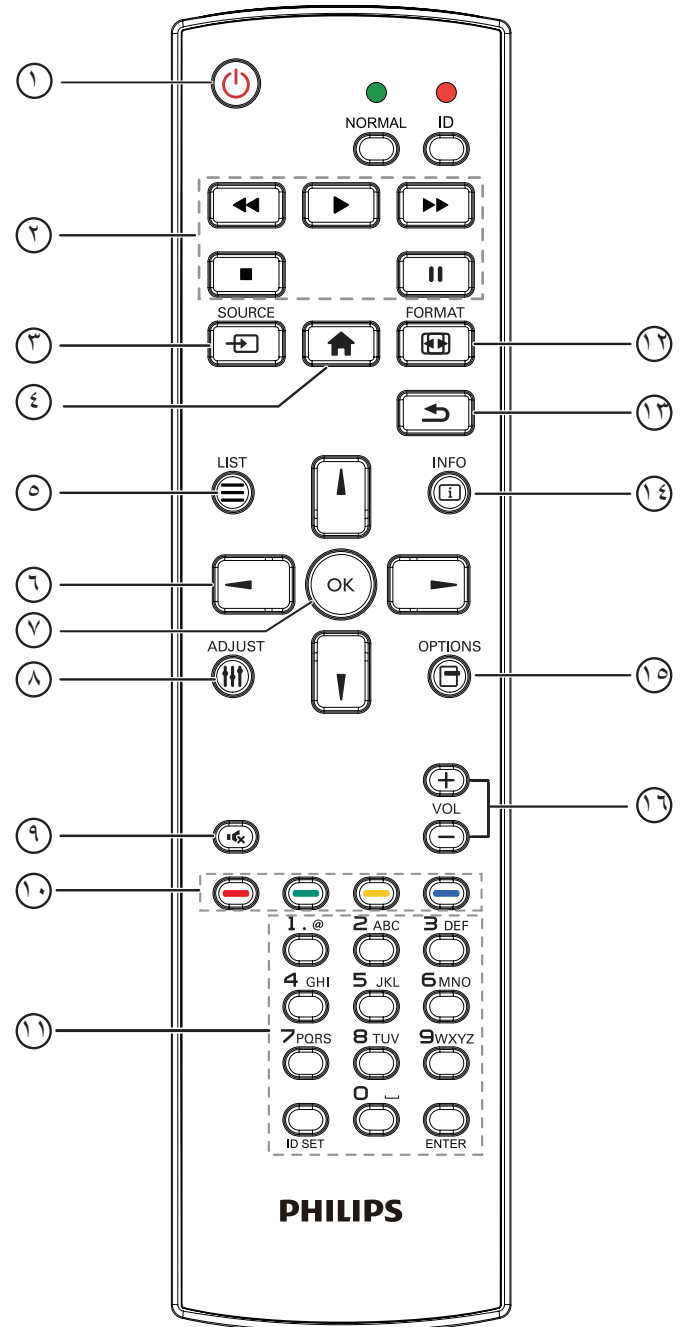 ١
NORMAL ID
٢
SOURCE FORMAT
٣
١٢
٤
١٣
LIST INFO
٥
١٤
٦
OK
٧
ADJUST OPTIONS
٨
١٥
VOL
١٦
٩
١٠
1 . @ 2 ABC 3 DEF
4 GHI 5 JKL 6 MNO
١١
7 PQRS 8 TUV 9 WXYZ
0 ⎵
ID SET ENTER
PHILIPS